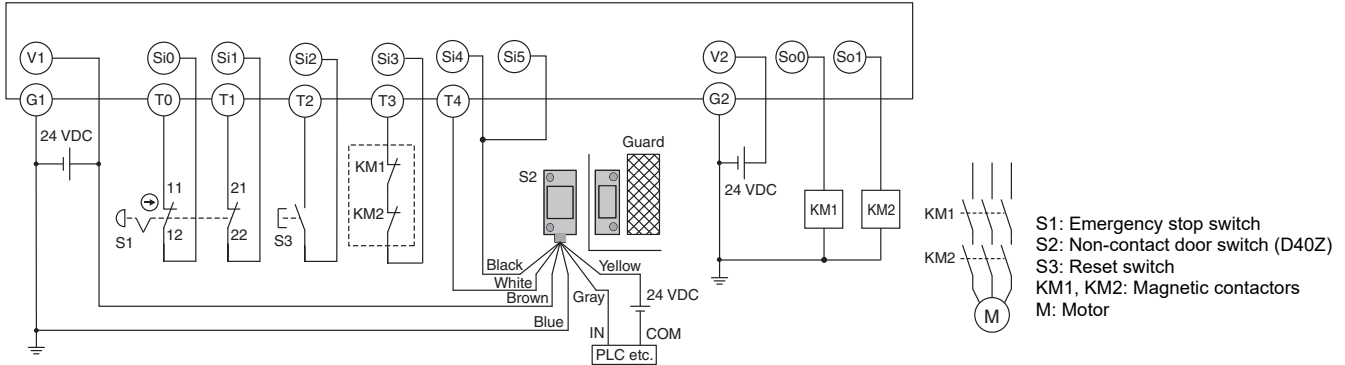 V1 Si0 Si1 Si2 Si3 Si4 Si5 V2 So0 So1
G1 T0 T1 T2 T3 T4 G2
24 VDC
11 21
12 22
S1
S3
KM1
KM2
S2
Guard
24 VDC
KM1 KM2
Black
White
Brown
Blue
Gray
Yellow
24 VDC
IN COM
PLC etc.
KM1
KM2
M
S1: Emergency stop switch
S2: Non-contact door switch (D40Z)
S3: Reset switch
KM1, KM2: Magnetic contactors
M: Motor